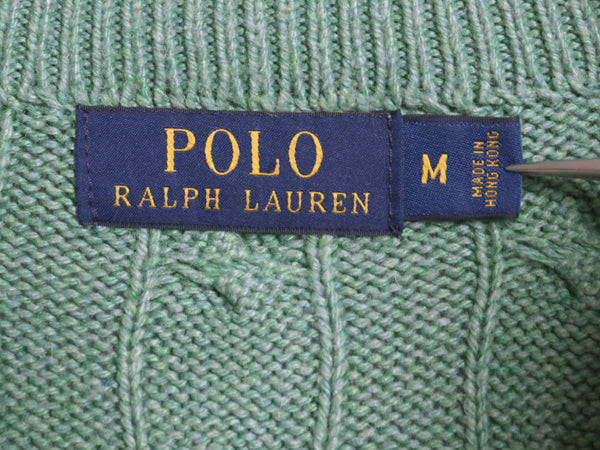 POLO
RALPH LAUREN
M
MADE IN
HONG KONG